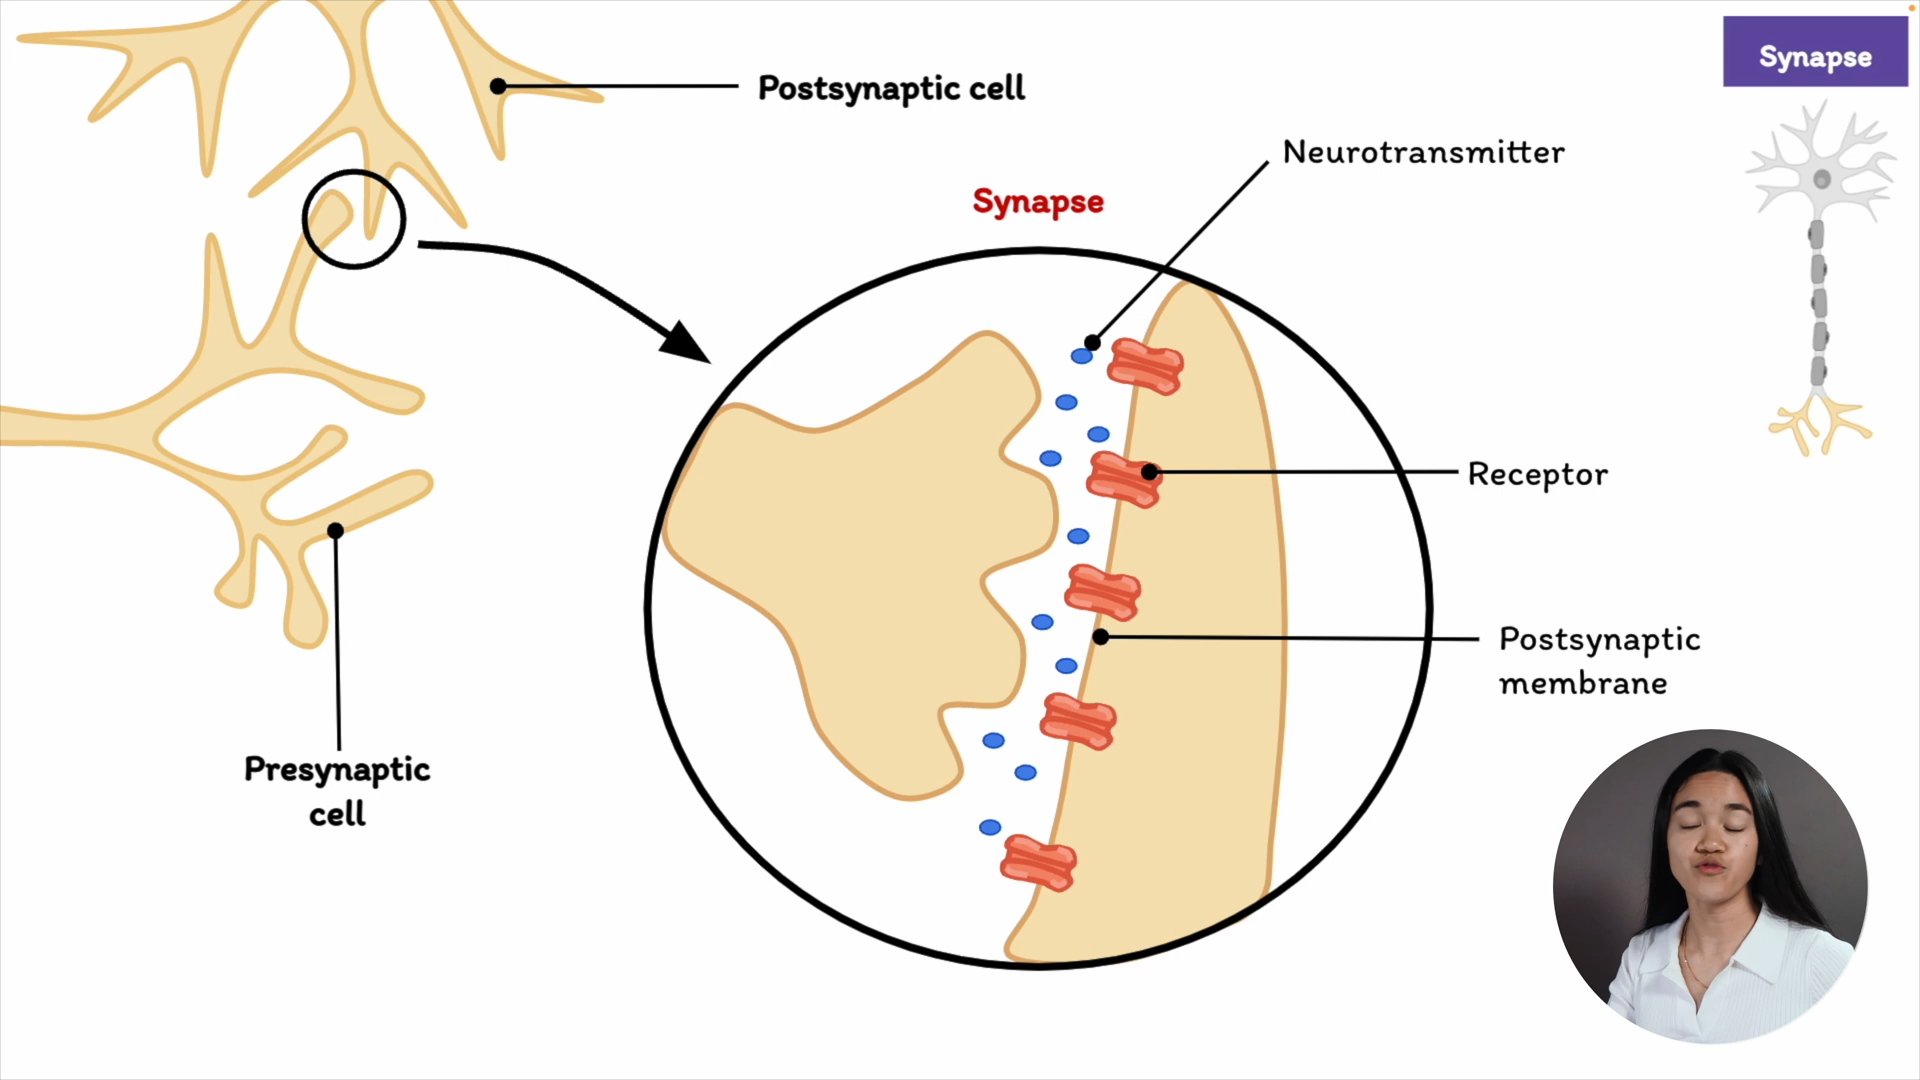 Synapse
Postsynaptic cell
Neurotransmitter
Synapse
Receptor
Postsynaptic
membrane
Presynaptic
cell